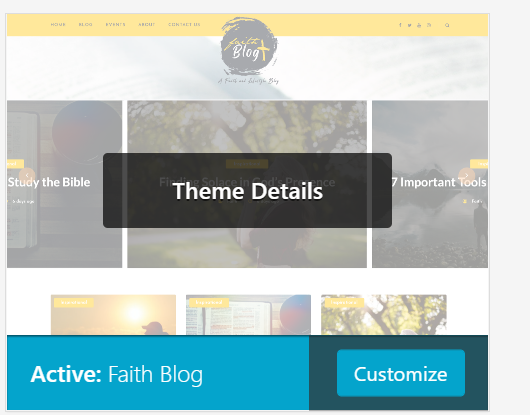 HOME BLOG EVENTS ABOUT CONTACT US
faith
Blog
A Faith and Lifestyle Blog
Study the Bible
Finding Solace in God's Presence
7 Important Tools
Theme Details
Active: Faith Blog
Customize